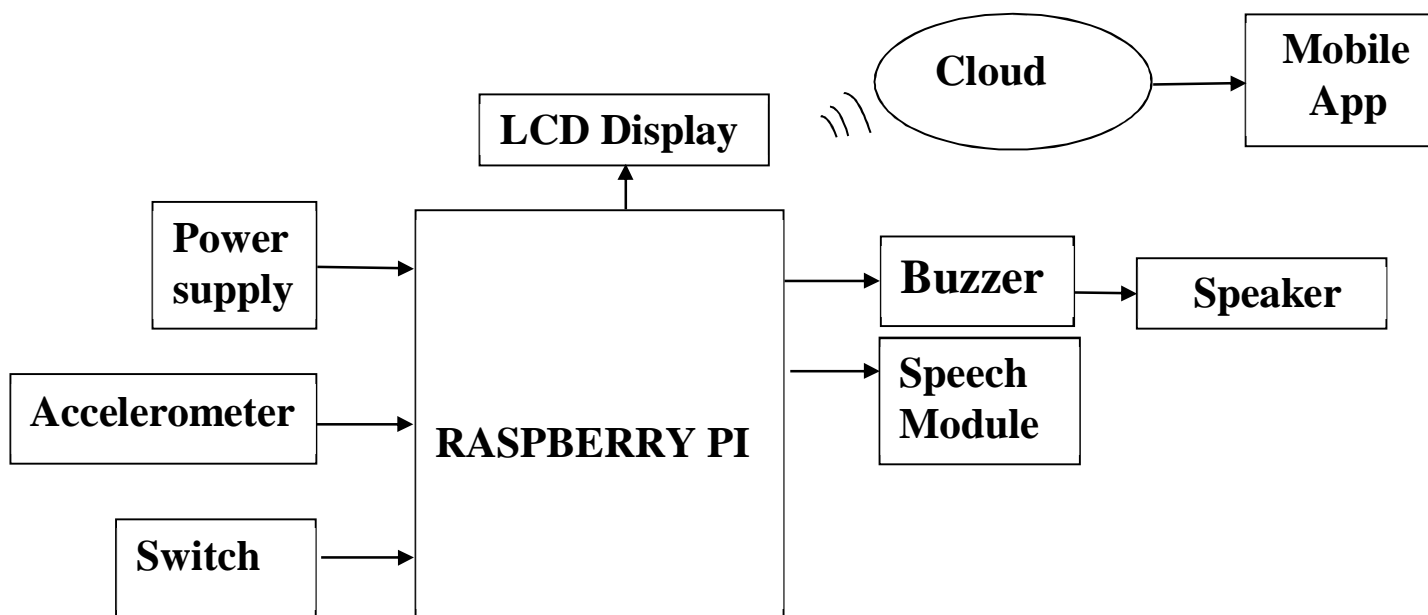 Cloud
Mobile
App
LCD Display
Power
supply
Buzzer
Speaker
Accelerometer
Speech
Module
RASPBERRY PI
Switch